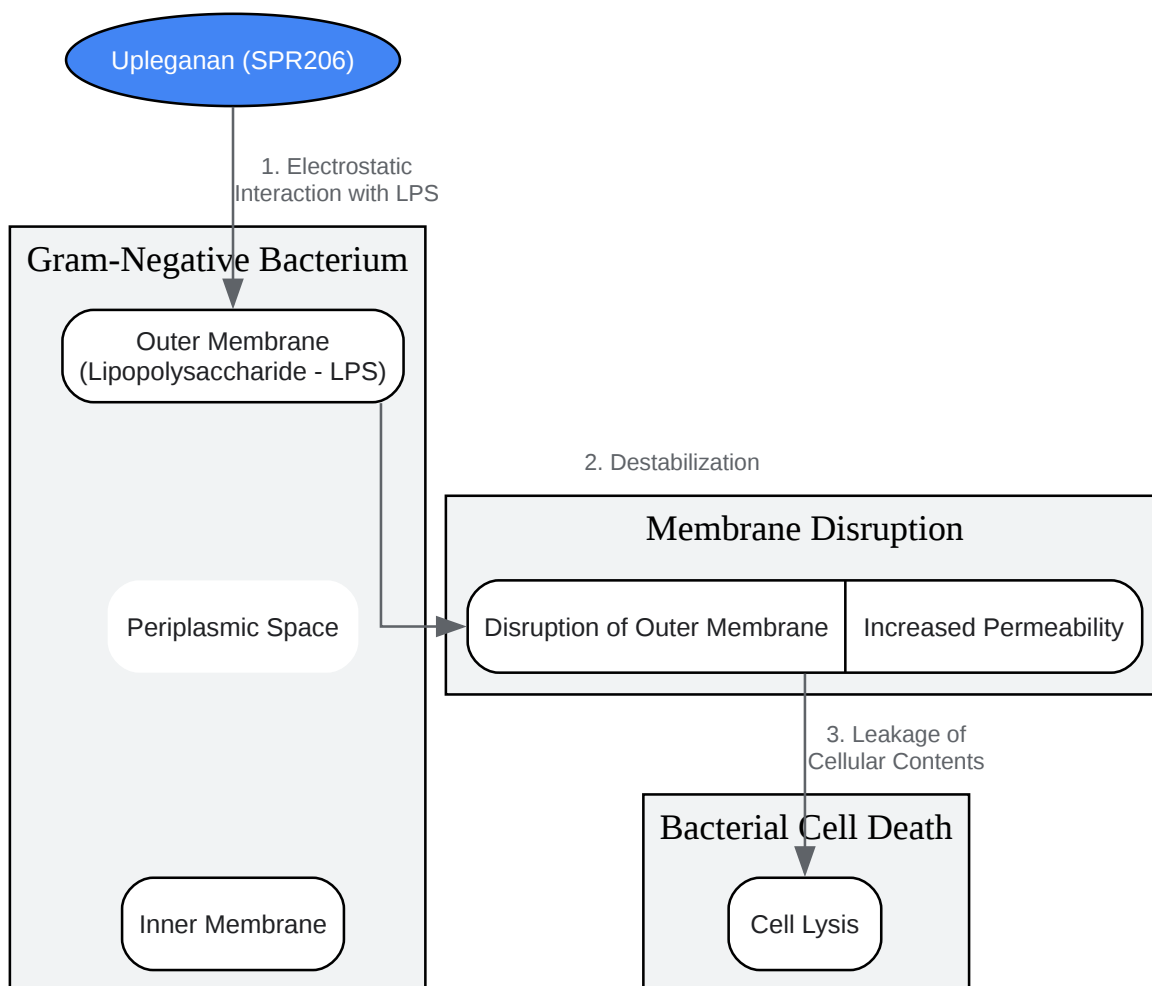 Upleganan (SPR206)
1. Electrostatic
Interaction with LPS
Gram-Negative Bacterium
Outer Membrane
(Lipopolysaccharide - LPS)
2. Destabilization
Membrane Disruption
Periplasmic Space
Disruption of Outer Membrane
Increased Permeability
3. Leakage of
Cellular Contents
Bacterial Cell Death
Inner Membrane
Cell Lysis